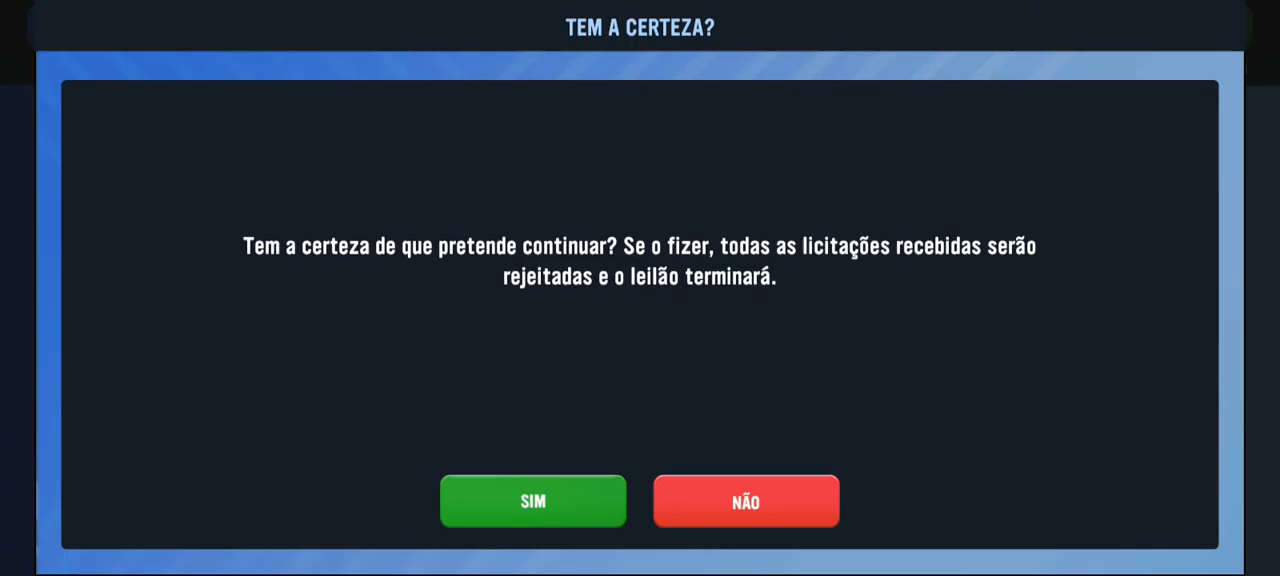 TEM A CERTEZA?
Tem a certeza de que pretende continuar? Se o fizer, todas as licitações recebidas serão
rejeitadas e o leilão terminará.
SIM
NÃO